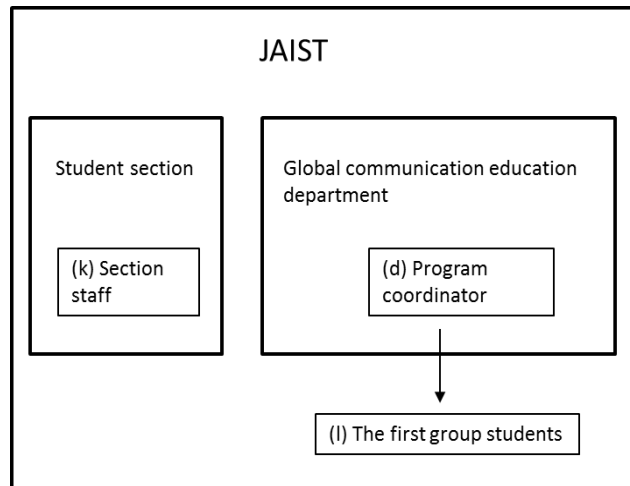 JAIST
Student section
(k) Section
staff
Global communication education
department
(d) Program
coordinator
(l) The first group students